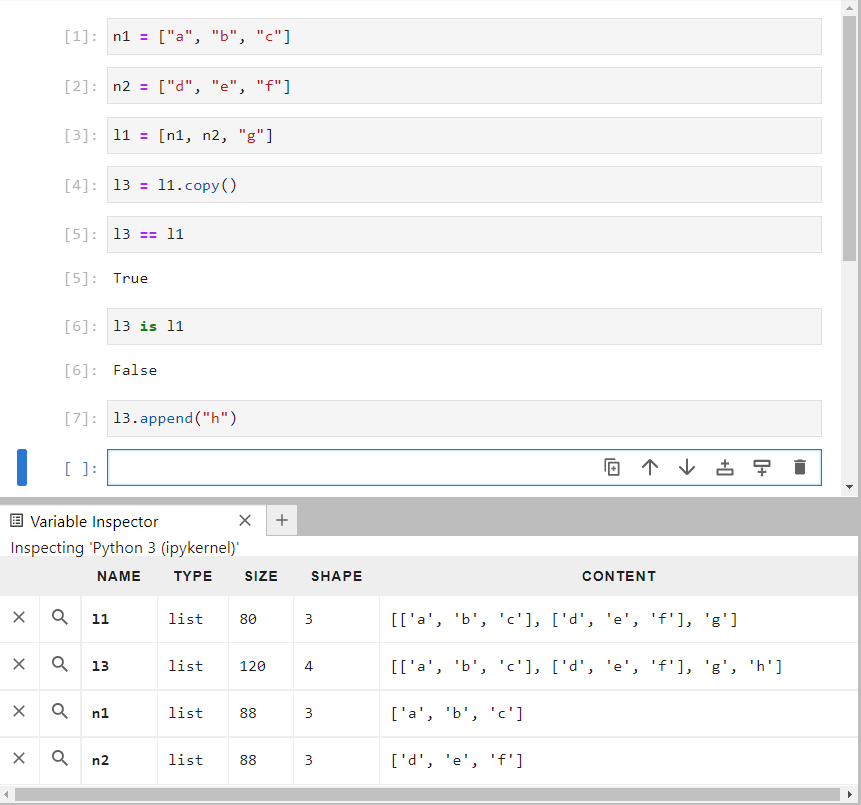 [1]: n1 = ["a", "b", "c"]
[2]: n2 = ["d", "e", "f"]
[3]: l1 = [n1, n2, "g"]
[4]: l3 = l1.copy()
[5]: l3 == l1
[5]: True
[6]: l3 is l1
[6]: False
[7]: l3.append("h")
[ ]:
Variable Inspector
Inspecting 'Python 3 (ipykernel)'
NAME TYPE SIZE SHAPE CONTENT
l1 list 80 3 [['a', 'b', 'c'], ['d', 'e', 'f'], 'g']
l3 list 120 4 [['a', 'b', 'c'], ['d', 'e', 'f'], 'g', 'h']
n1 list 88 3 ['a', 'b', 'c']
n2 list 88 3 ['d', 'e', 'f']